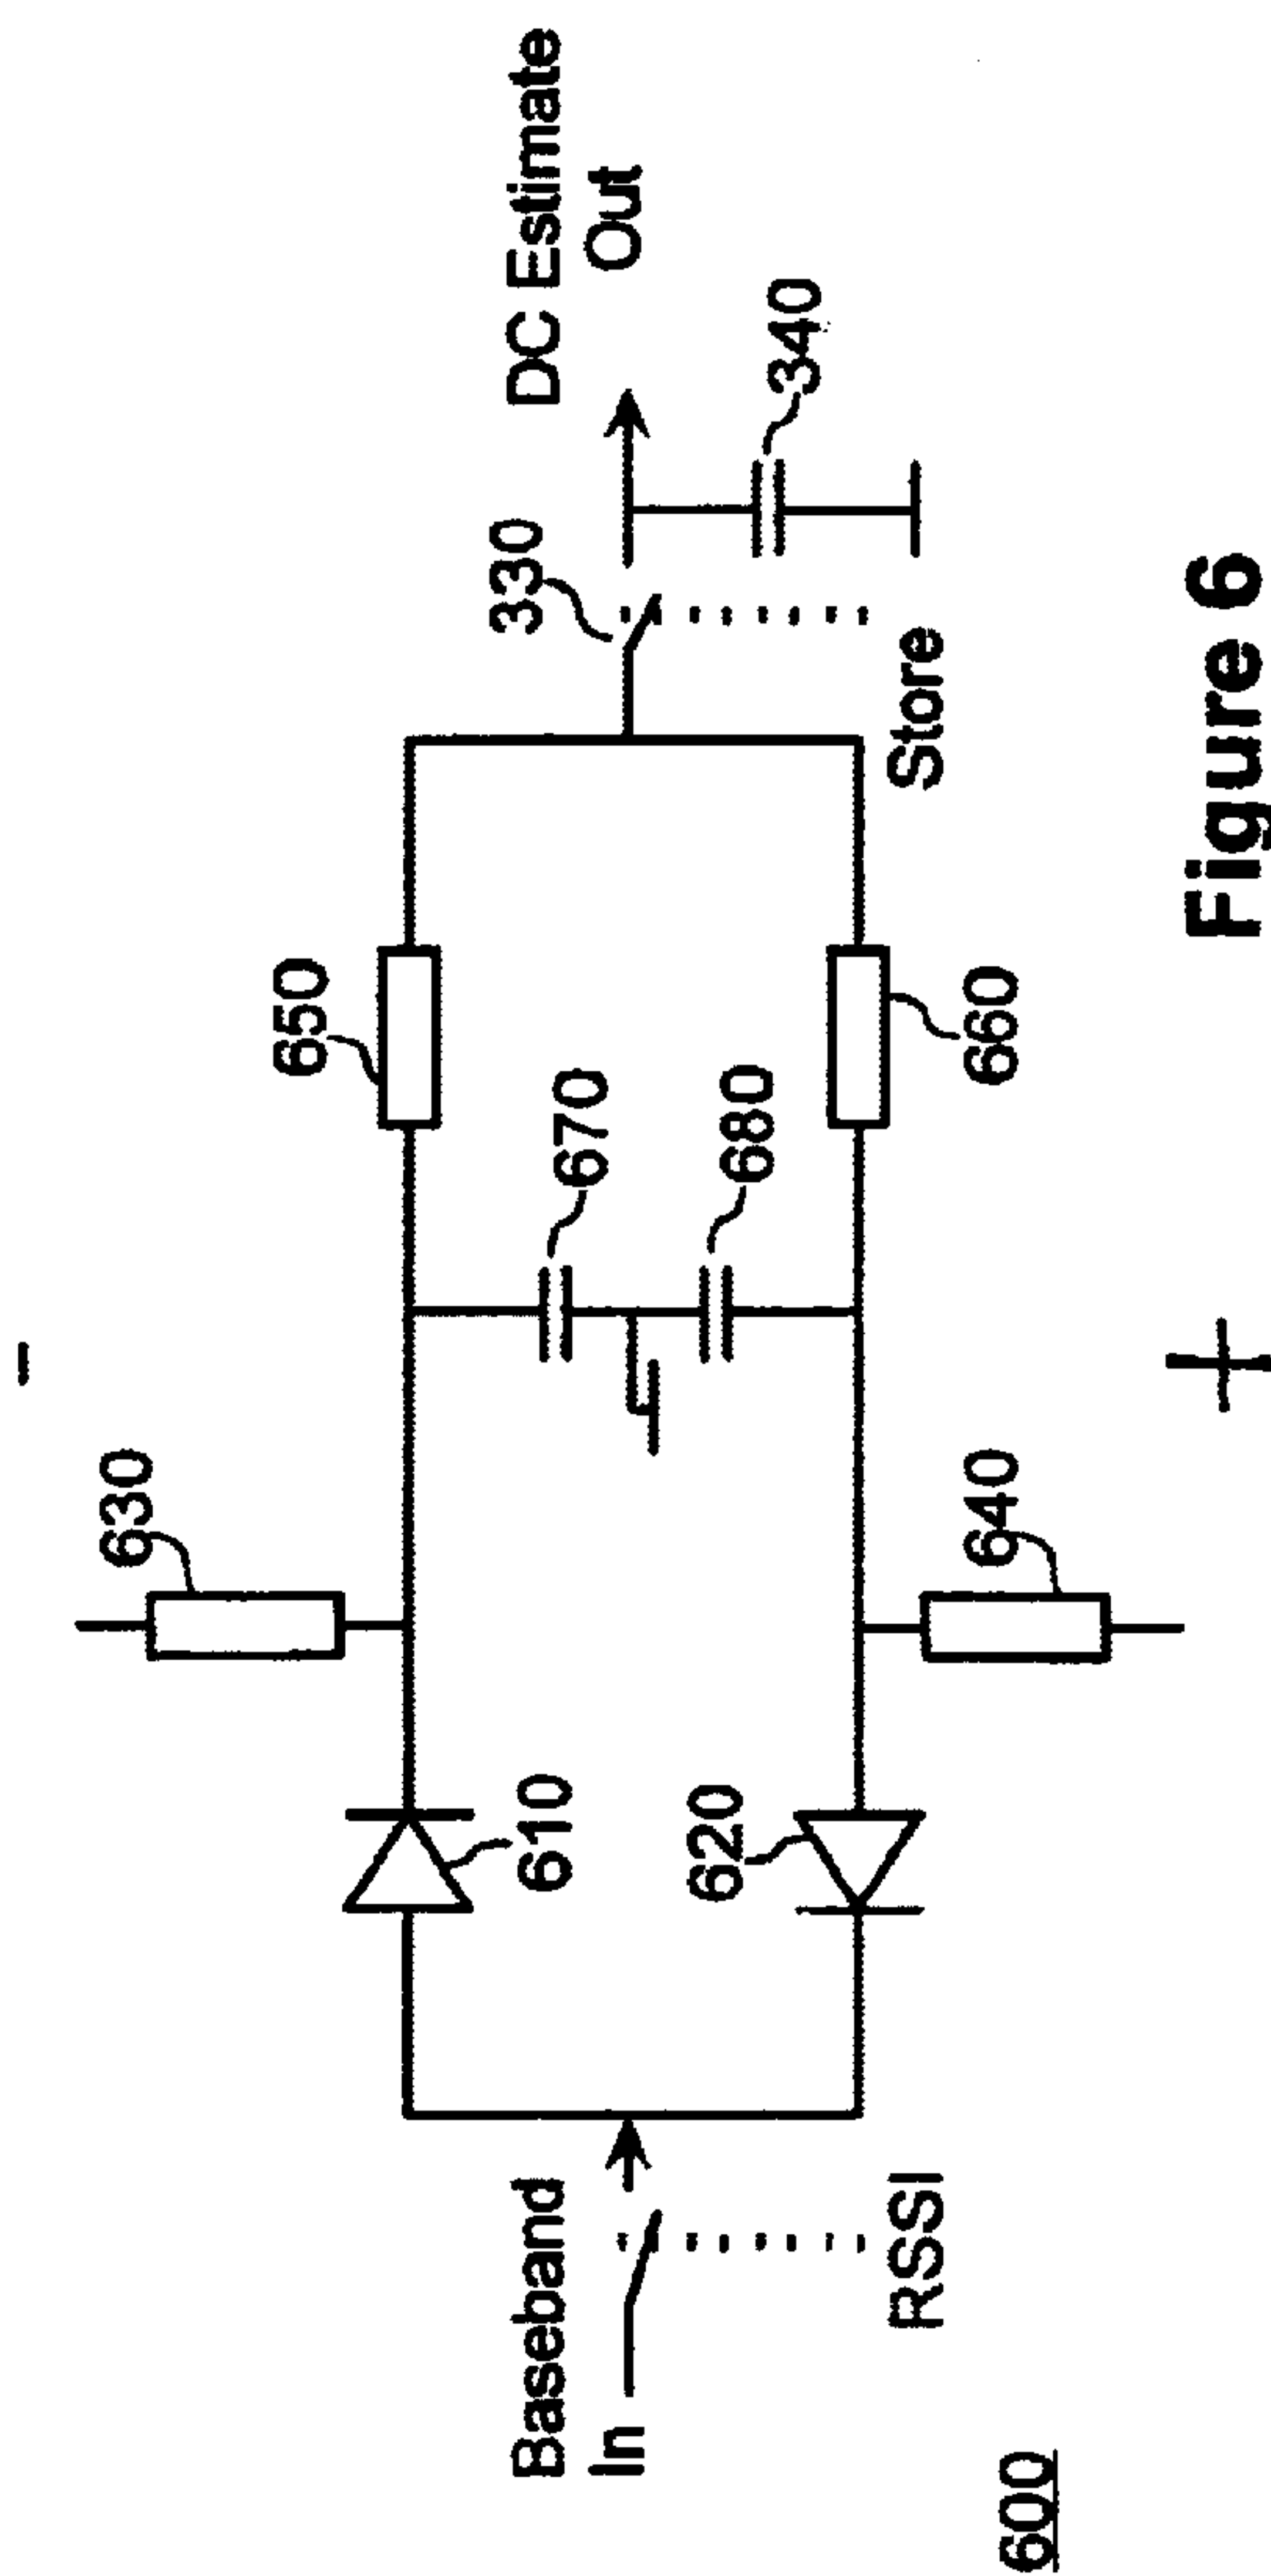 -
630
650
330
DC Estimate
Out
Baseband
In
610
670
340
620
680
RSSI
Store
640
660
+
600
Figure 6